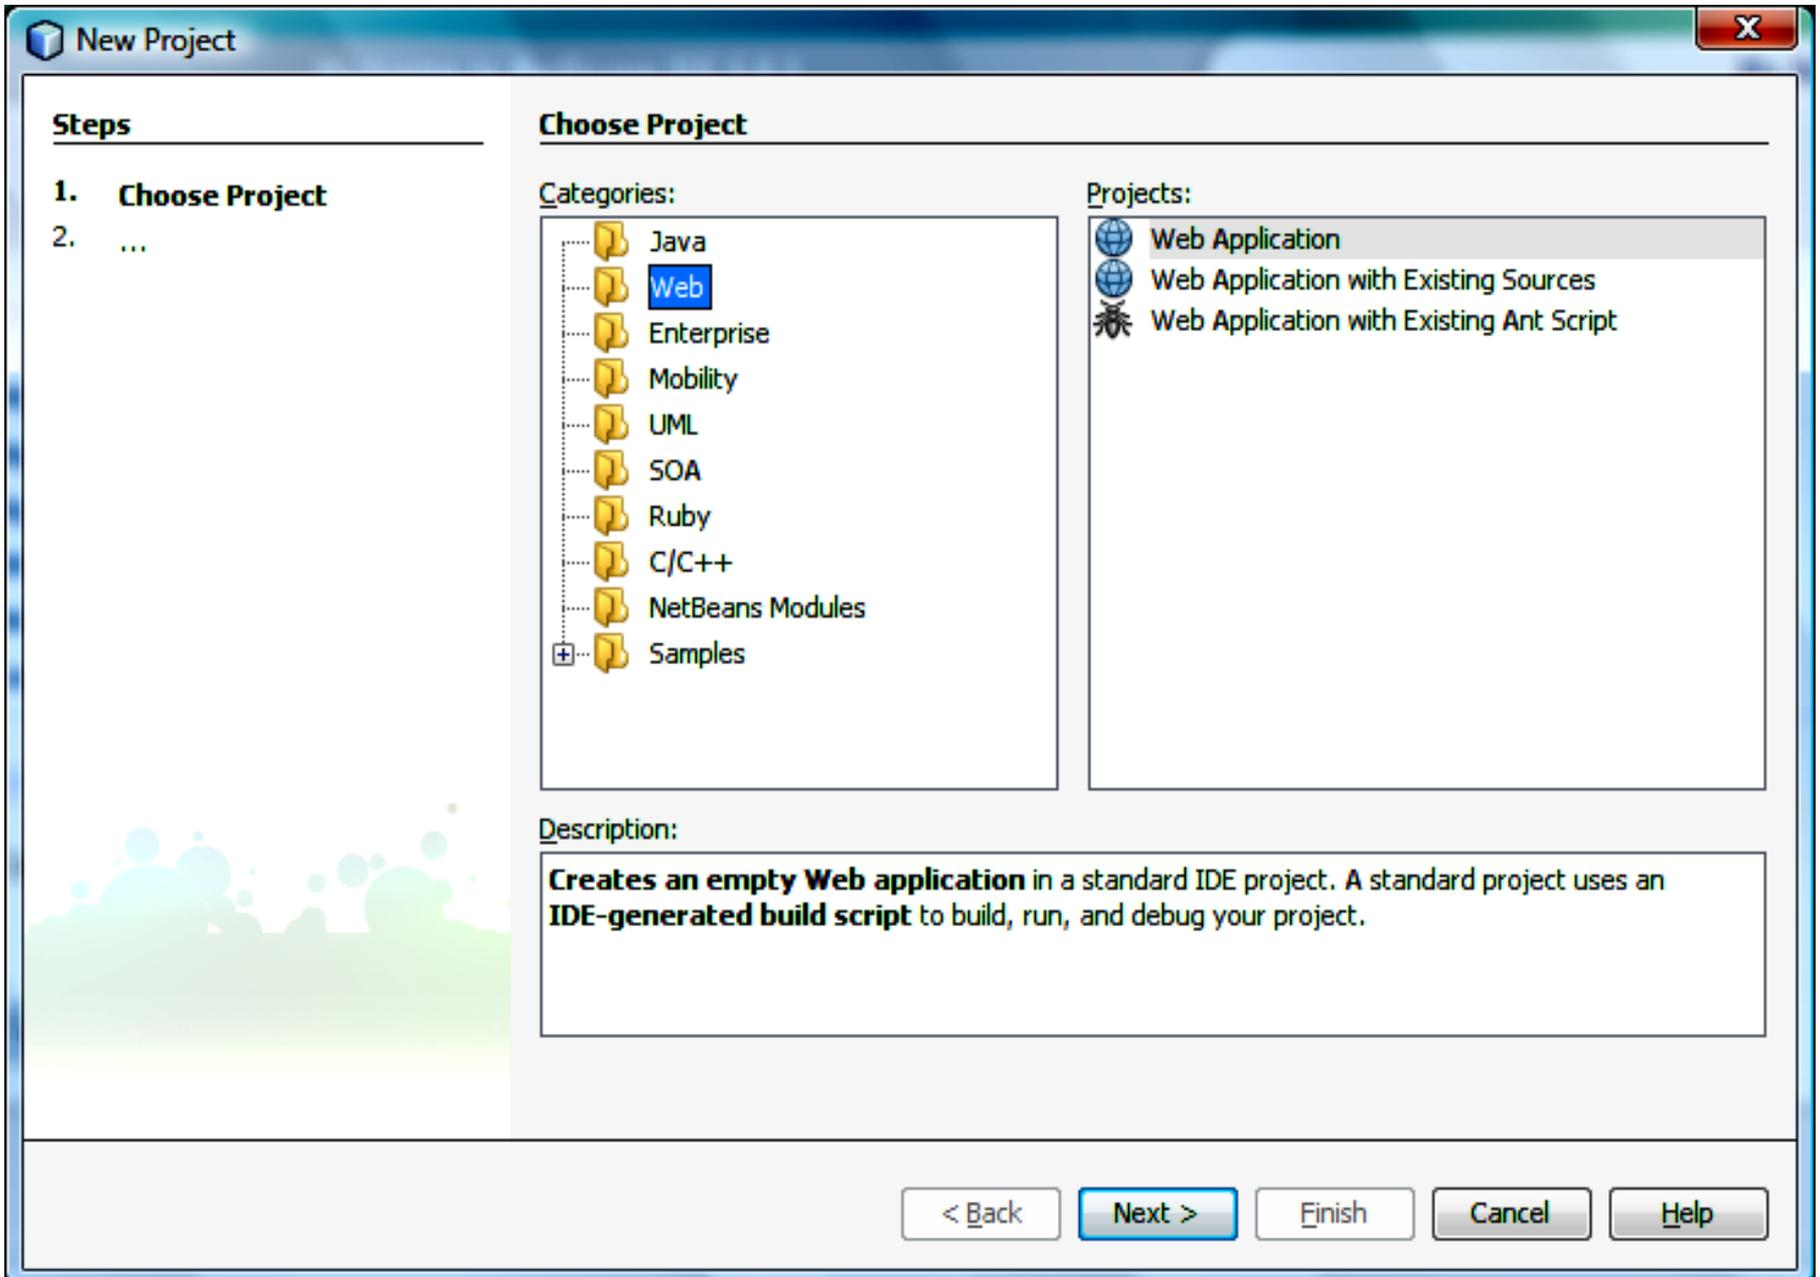 New Project
X
Steps
1. Choose Project
2. ...
Choose Project
Categories:
Java
Web
Enterprise
Mobility
UML
SOA
Ruby
C/C++
NetBeans Modules
Samples
Projects:
Web Application
Web Application with Existing Sources
Web Application with Existing Ant Script
Description:
Creates an empty Web application in a standard IDE project. A standard project uses an
IDE-generated build script to build, run, and debug your project.
< Back
Next >
Finish
Cancel
Help